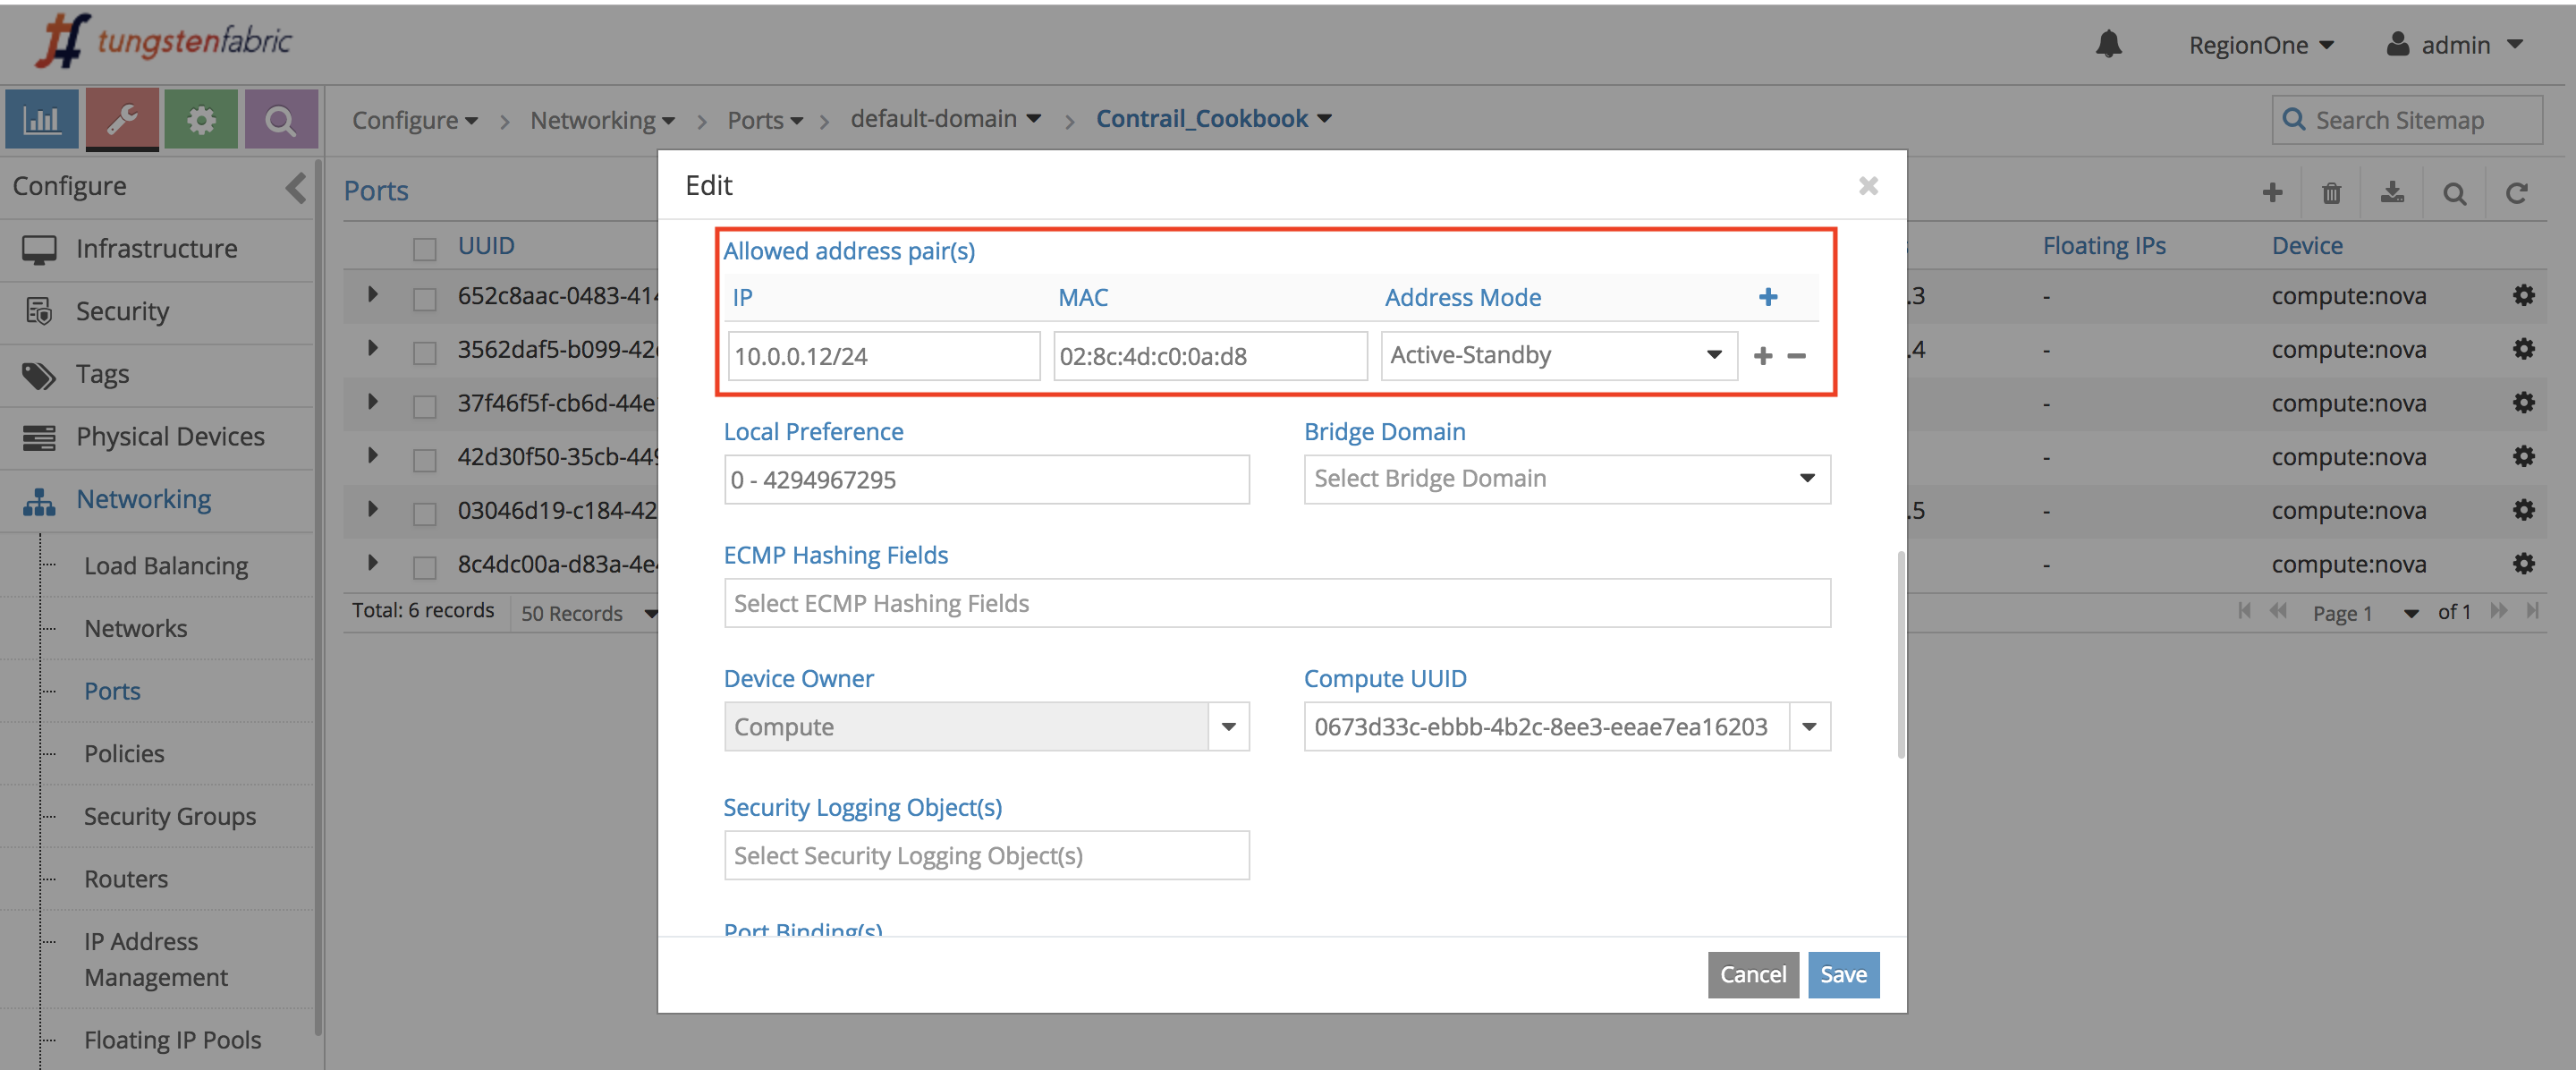 tungstenfabric
RegionOne
admin
Configure > Networking > Ports > default-domain > Contrail_Cookbook
Search Sitemap
Configure
Infrastructure
Security
Tags
Physical Devices
Networking
Load Balancing
Networks
Ports
Policies
Security Groups
Routers
IP Address
Management
Floating IP Pools
Ports
UUID
Floating IPs
Device
652c8aac-0483-414
.3
-
compute:nova
3562daf5-b099-42
.4
-
compute:nova
37f46f5f-cb6d-44e
-
compute:nova
42d30f50-35cb-449
-
compute:nova
03046d19-c184-42
.5
-
compute:nova
8c4dc00a-d83a-4e
-
compute:nova
Total: 6 records
50 Records
Page 1
of 1
Edit
Allowed address pair(s)
IP
MAC
Address Mode
10.0.0.12/24
02:8c:4d:c0:0a:d8
Active-Standby
Local Preference
Bridge Domain
0 - 4294967295
Select Bridge Domain
ECMP Hashing Fields
Select ECMP Hashing Fields
Device Owner
Compute UUID
Compute
0673d33c-ebbb-4b2c-8ee3-eeae7ea16203
Security Logging Object(s)
Select Security Logging Object(s)
Port Binding(s)
Cancel
Save